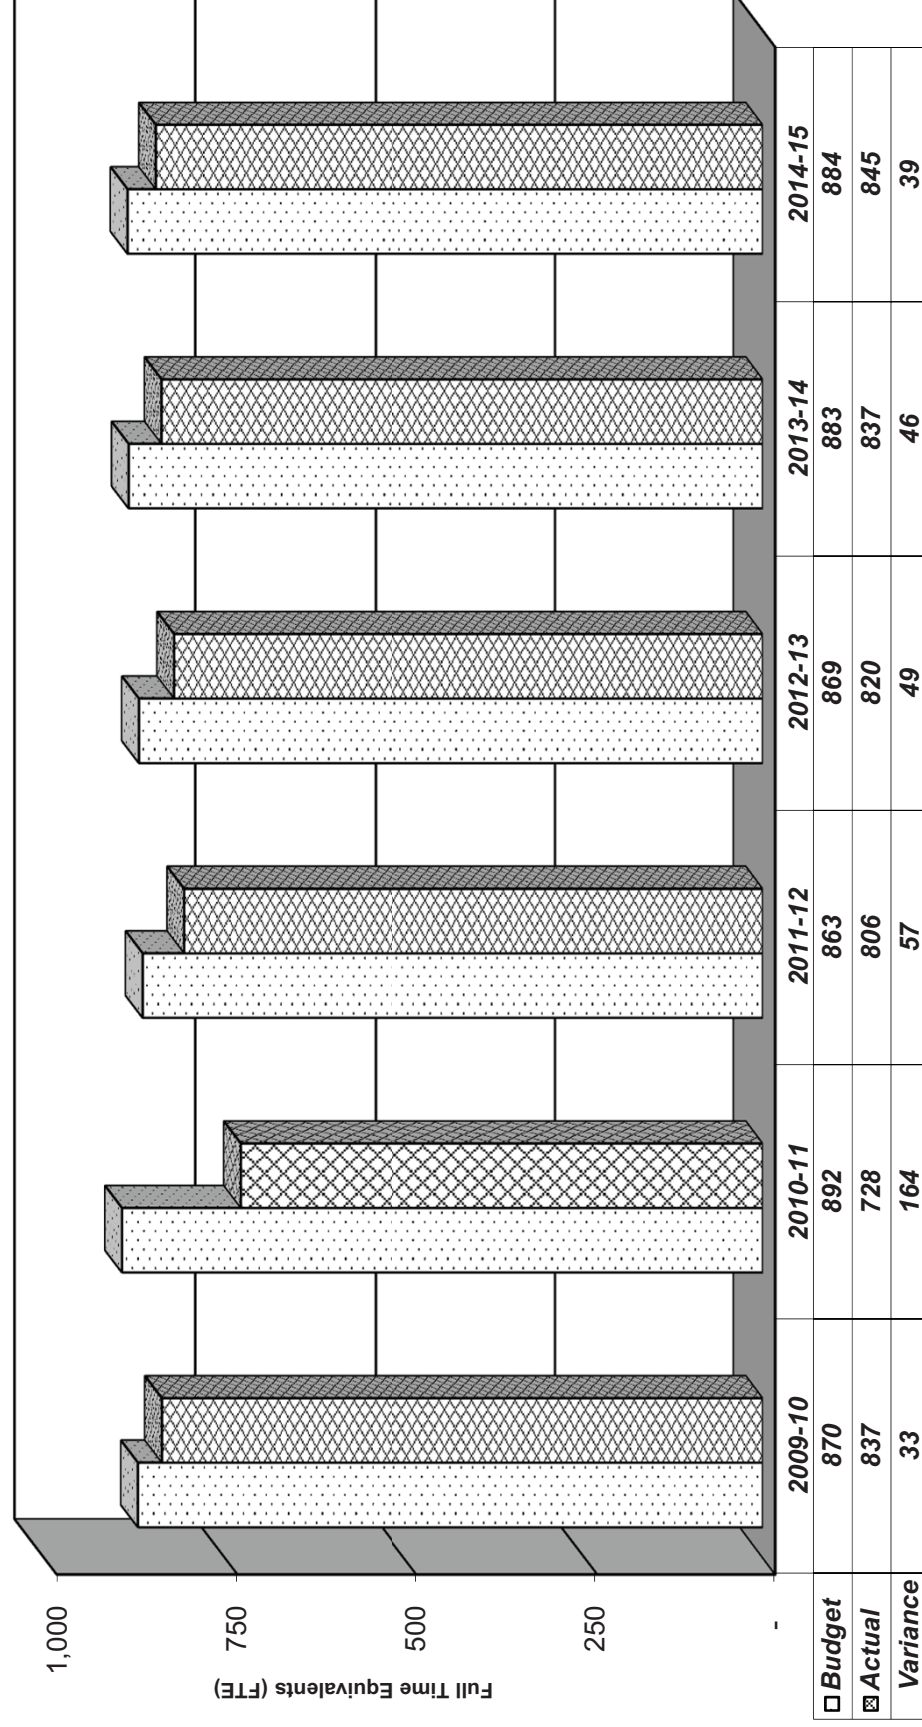 Full Time Equivalents (FTE)
1,000
750
500
250
-
2009-10 2010-11 2011-12 2012-13 2013-14 2014-15
Budget 870 892 863 869 883 884
Actual 837 728 806 820 837 845
Variance 33 164 57 49 46 39